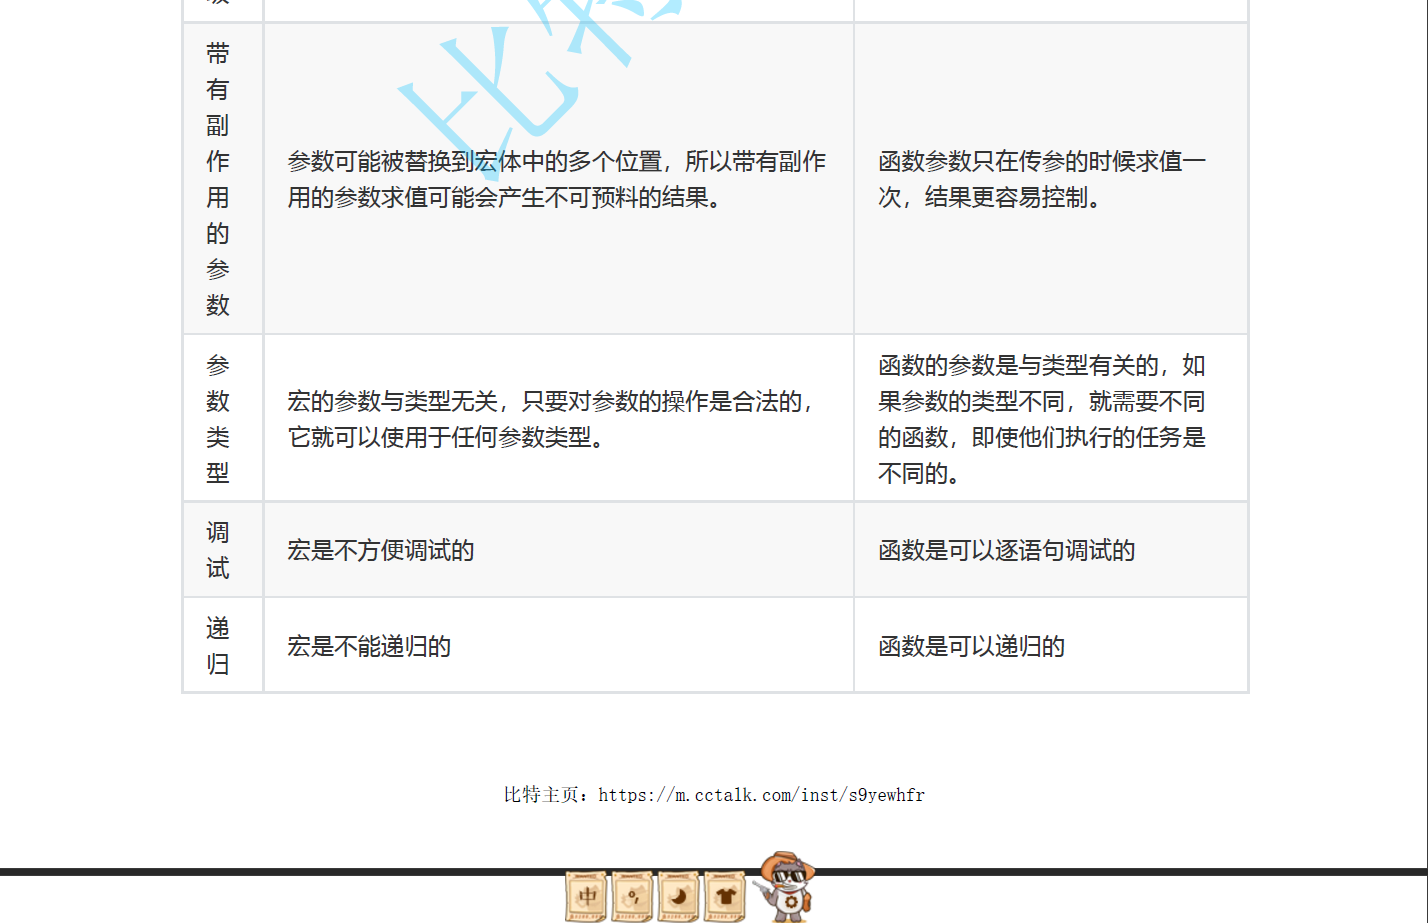 带
有
副
作
用
的
参
数
参数可能被替换到宏体中的多个位置，所以带有副作
用的参数求值可能会产生不可预料的结果。
函数参数只在传参的时候求值一
次，结果更容易控制。
参
数
类
型
宏的参数与类型无关，只要对参数的操作是合法的，
它就可以使用于任何参数类型。
函数的参数是与类型有关的，如
果参数的类型不同，就需要不同
的函数，即使他们执行的任务是
不同的。
调
试
宏是不方便调试的
函数是可以逐语句调试的
递
归
宏是不能递归的
函数是可以递归的
比特
比特主页：https://m.cctalk.com/inst/s9yewhfr
中